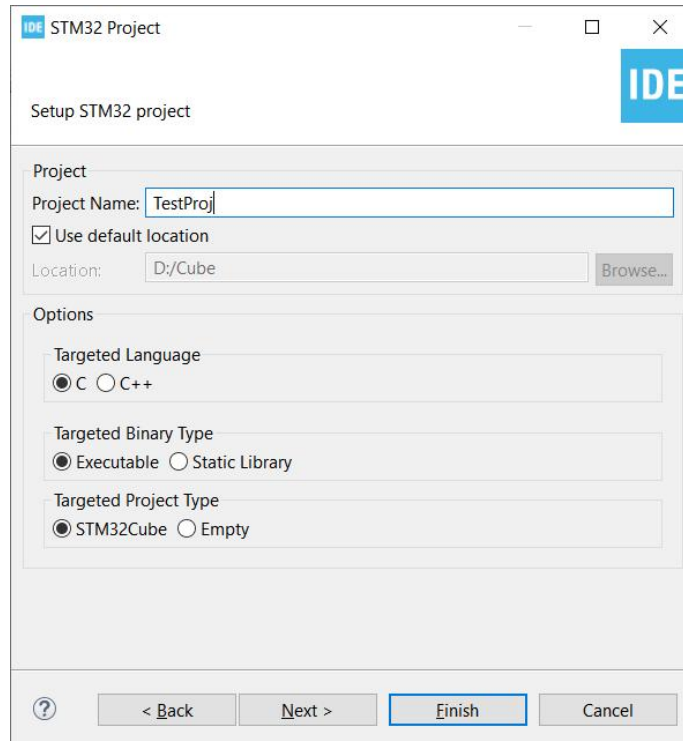 IDE STM32 Project
IDE
Setup STM32 project
Project
Project Name: TestProj
Use default location
Location: D:/Cube Browse...
Options
Targeted Language
C C++
Targeted Binary Type
Executable Static Library
Targeted Project Type
STM32Cube Empty
? < Back Next > Finish Cancel